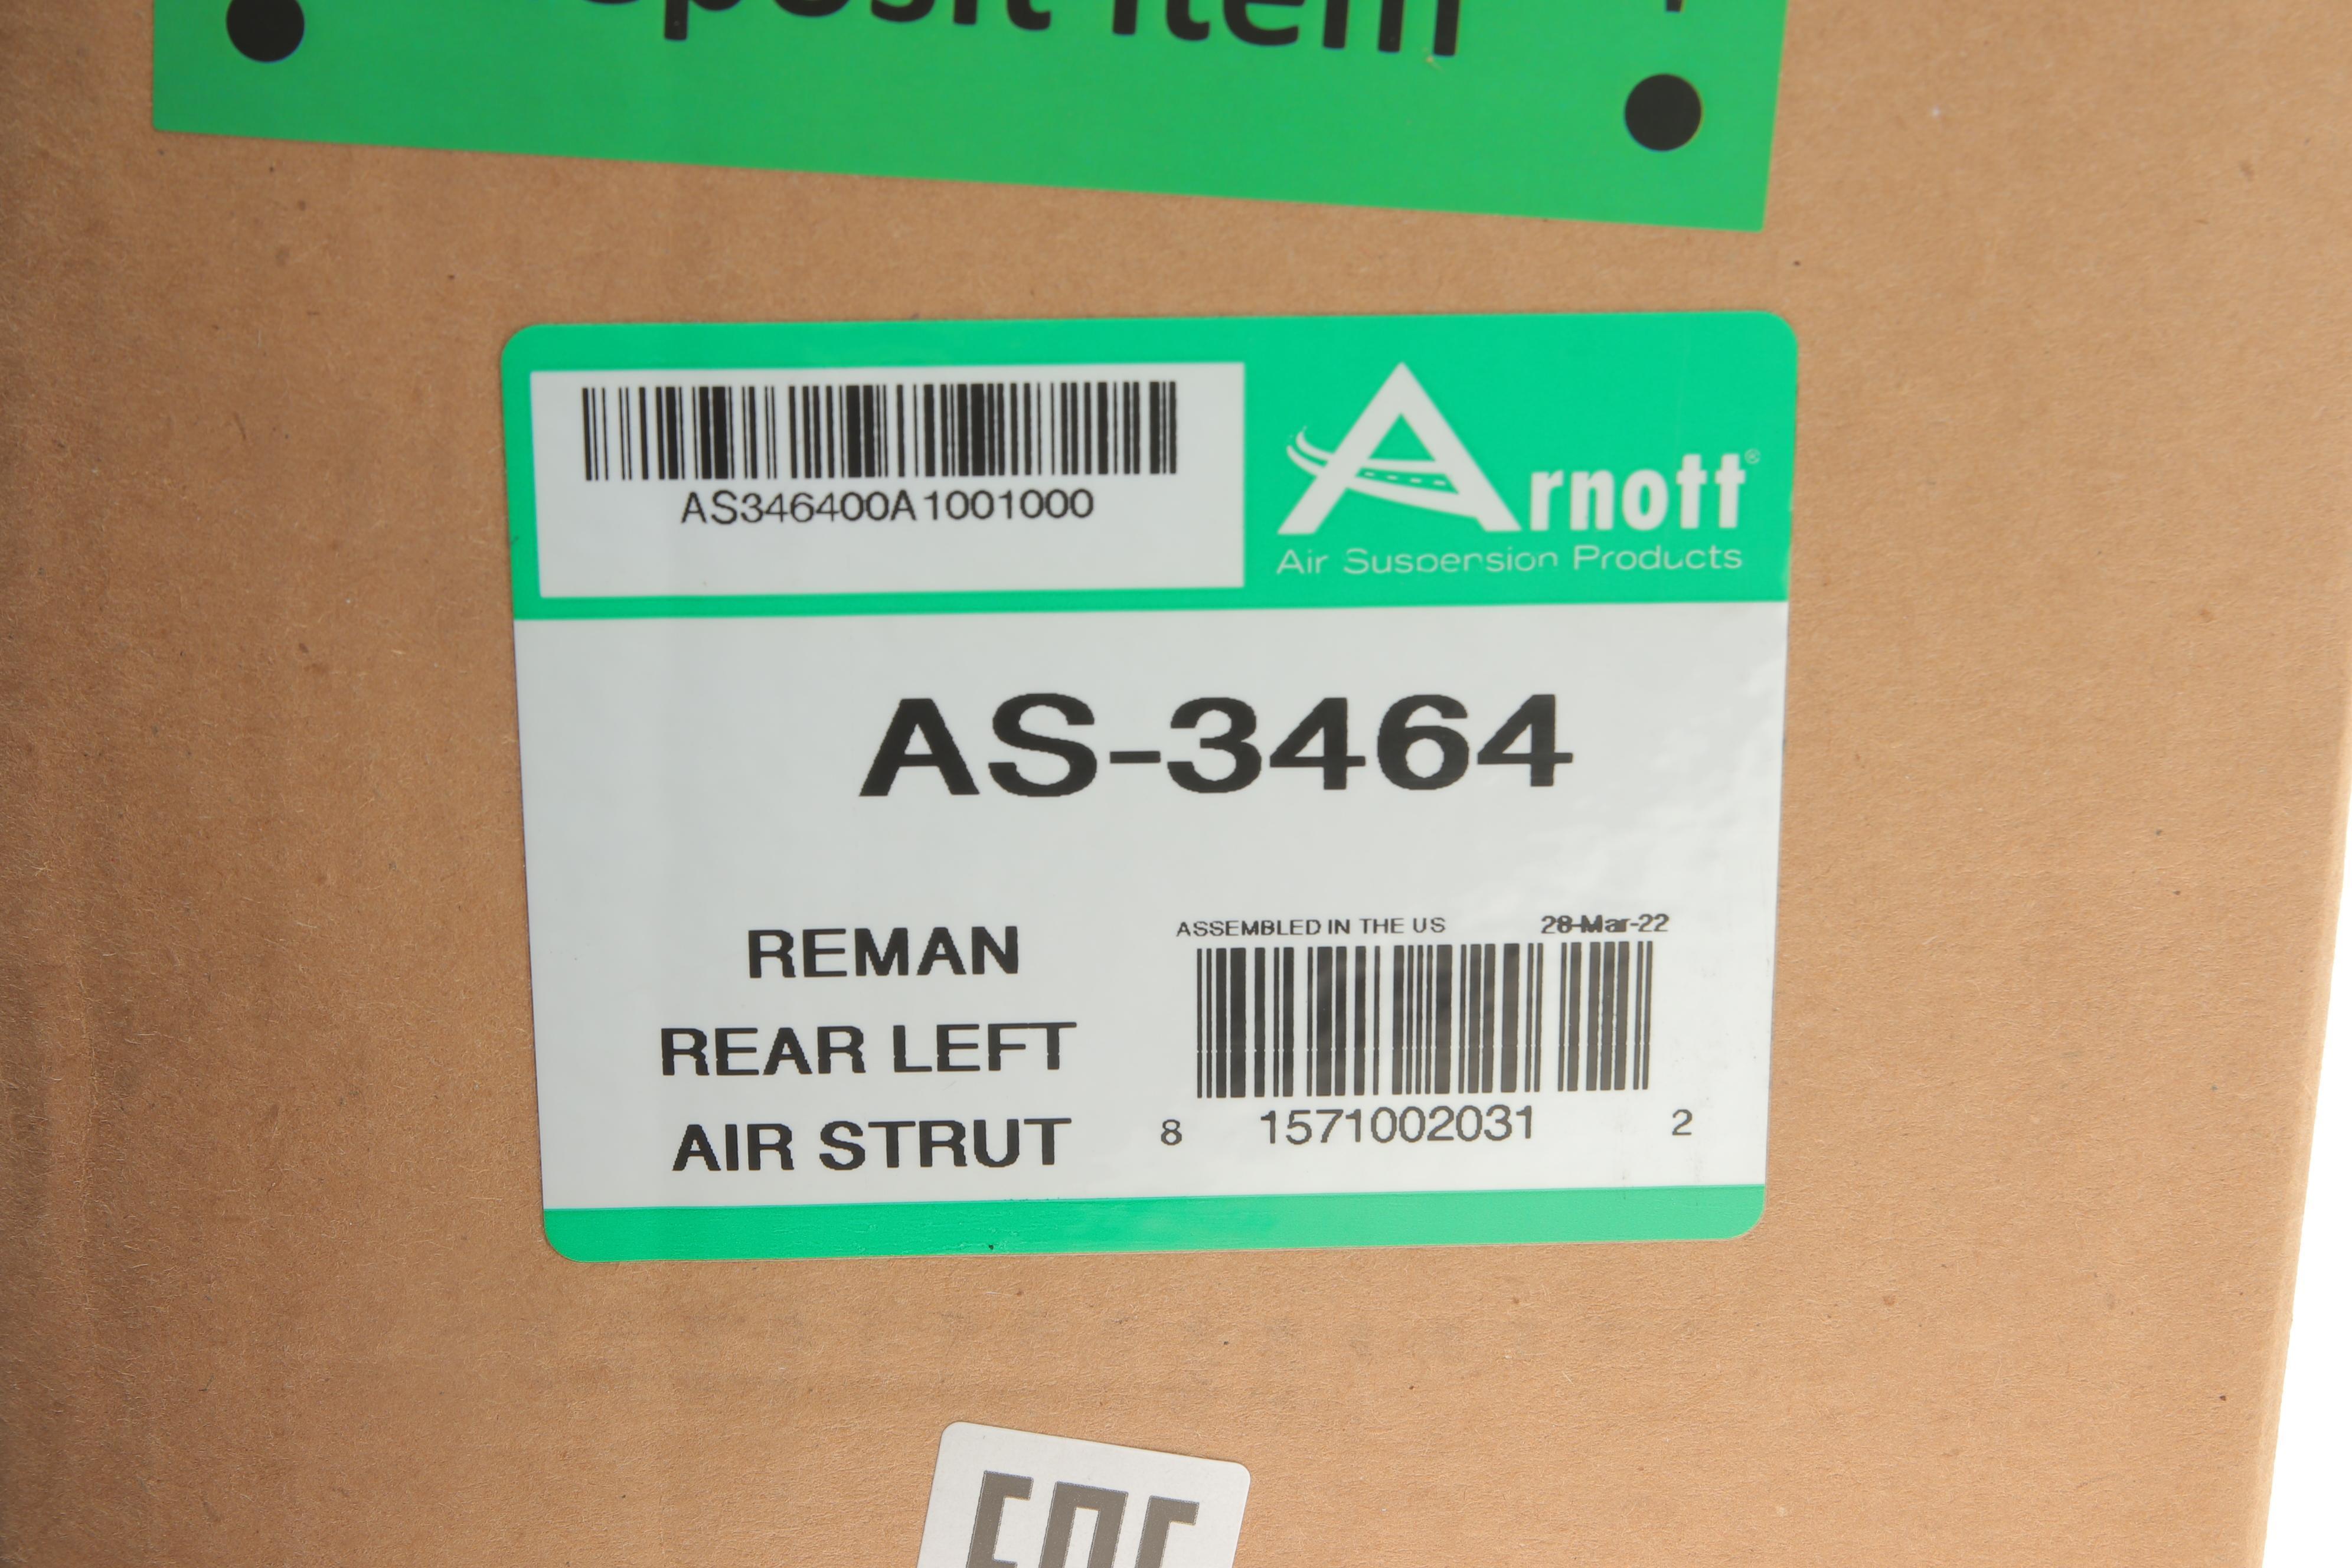 Item
AS346400A1001000
Arnott®
Air Suspension Products
AS-3464
REMAN
REAR LEFT
AIR STRUT
ASSEMBLED IN THE US 28-Mar-22
8 1571002031 2